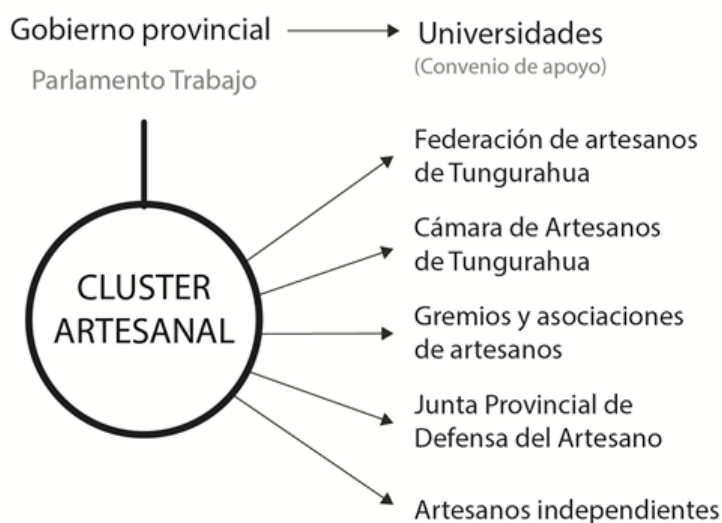 Gobierno provincial
Parlamento Trabajo
Universidades
(Convenio de apoyo)
CLUSTER
ARTESANAL
Federación de artesanos
de Tungurahua
Cámara de Artesanos
de Tungurahua
Gremios y asociaciones
de artesanos
Junta Provincial de
Defensa del Artesano
Artesanos independientes